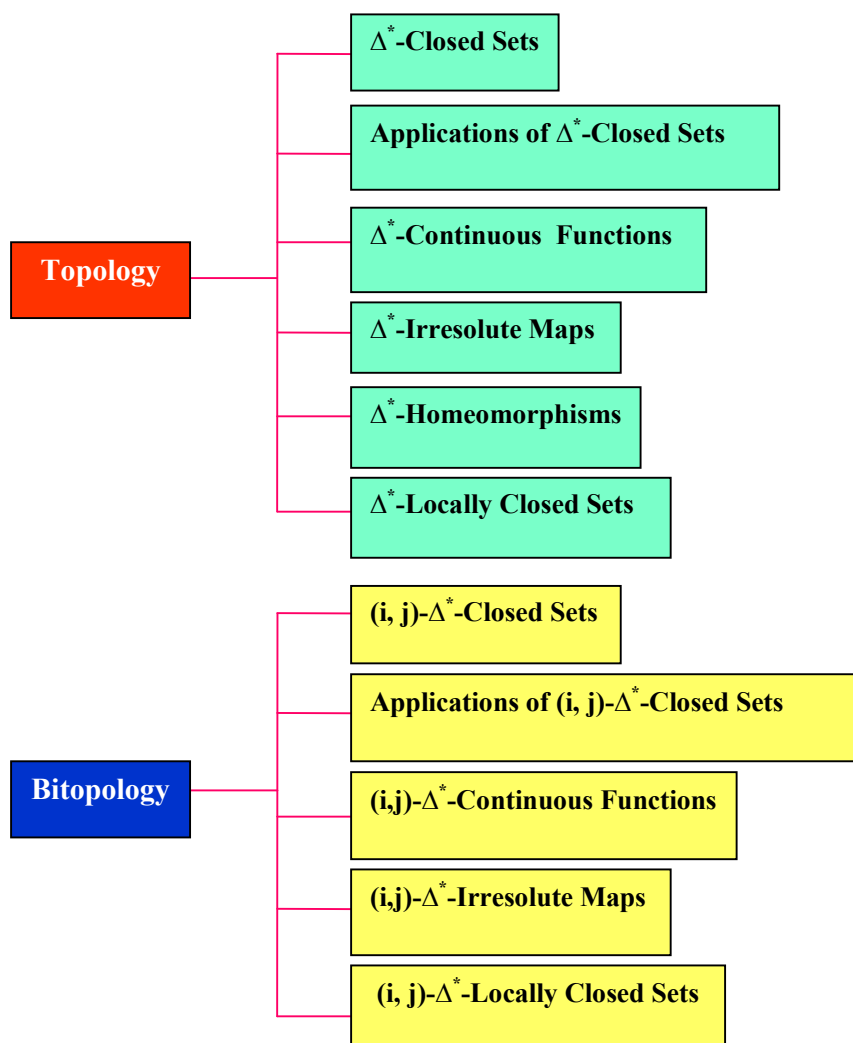 Δ*-Closed Sets
Applications of Δ*-Closed Sets
Δ*-Continuous Functions
Topology
Δ*-Irresolute Maps
Δ*-Homeomorphisms
Δ*-Locally Closed Sets
(i, j)-Δ*-Closed Sets
Applications of (i, j)-Δ*-Closed Sets
Bitopology
(i,j)-Δ*-Continuous Functions
(i,j)-Δ*-Irresolute Maps
(i, j)-Δ*-Locally Closed Sets